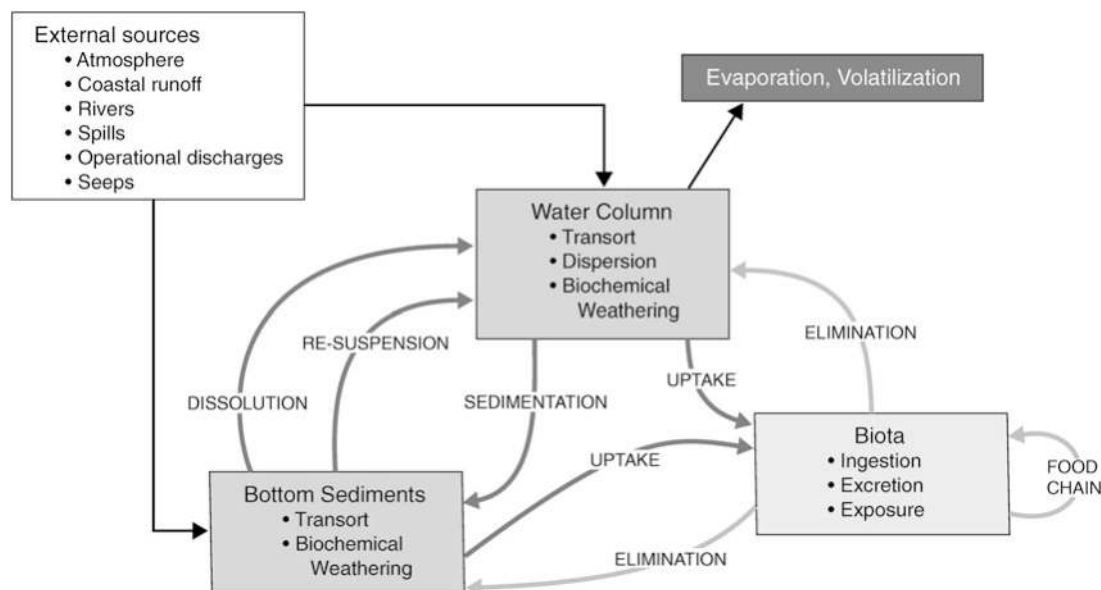 External sources
• Atmosphere
• Coastal runoff
• Rivers
• Spills
• Operational discharges
• Seeps
Evaporation, Volatilization
Water Column
• Transort
• Dispersion
• Biochemical
Weathering
ELIMINATION
RE-SUSPENSION
UPTAKE
DISSOLUTION
SEDIMENTATION
Biota
• Ingestion
• Excretion
• Exposure
FOOD
CHAIN
UPTAKE
Bottom Sediments
• Transort
• Biochemical
Weathering
ELIMINATION